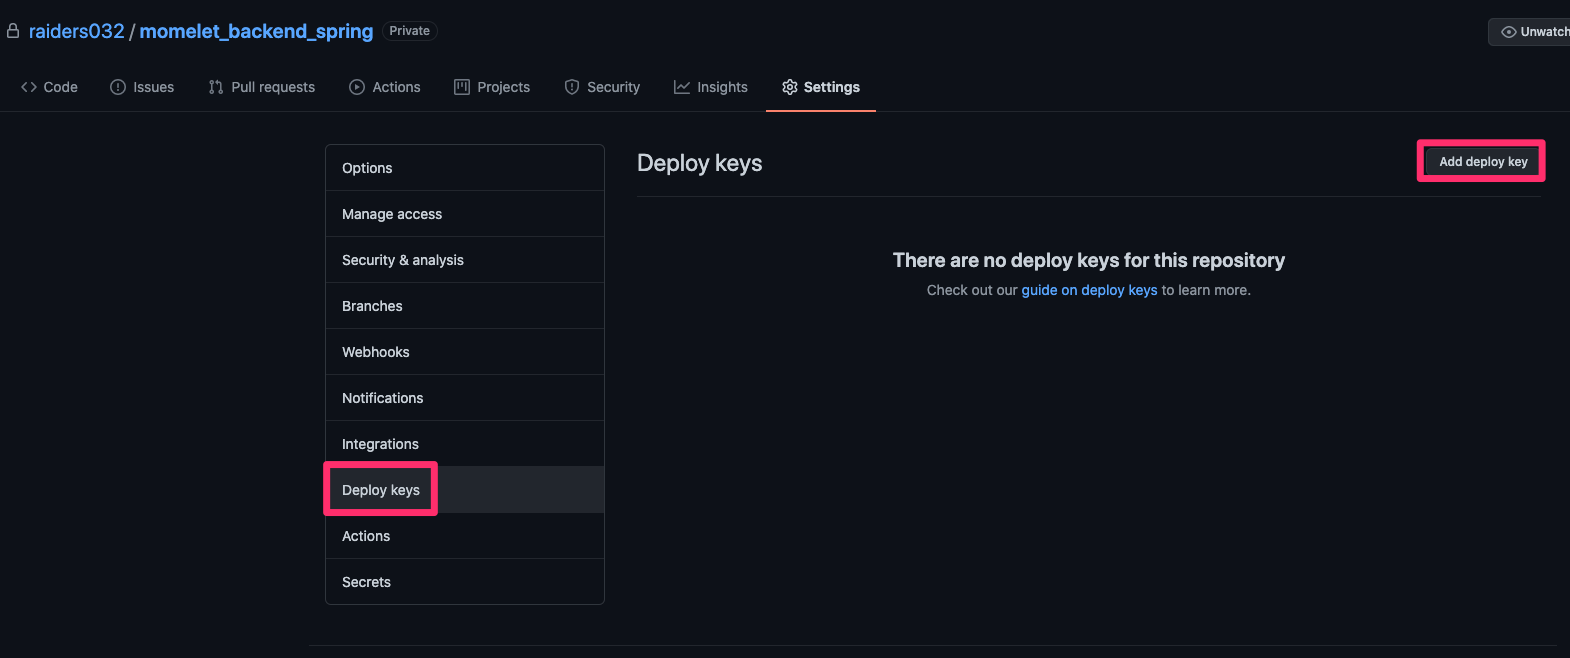 raiders032 / momelet_backend_spring Private
Unwatch
Code Issues Pull requests Actions Projects Security Insights Settings
Options
Manage access
Security & analysis
Branches
Webhooks
Notifications
Integrations
Deploy keys
Actions
Secrets
Deploy keys
Add deploy key
There are no deploy keys for this repository
Check out our guide on deploy keys to learn more.